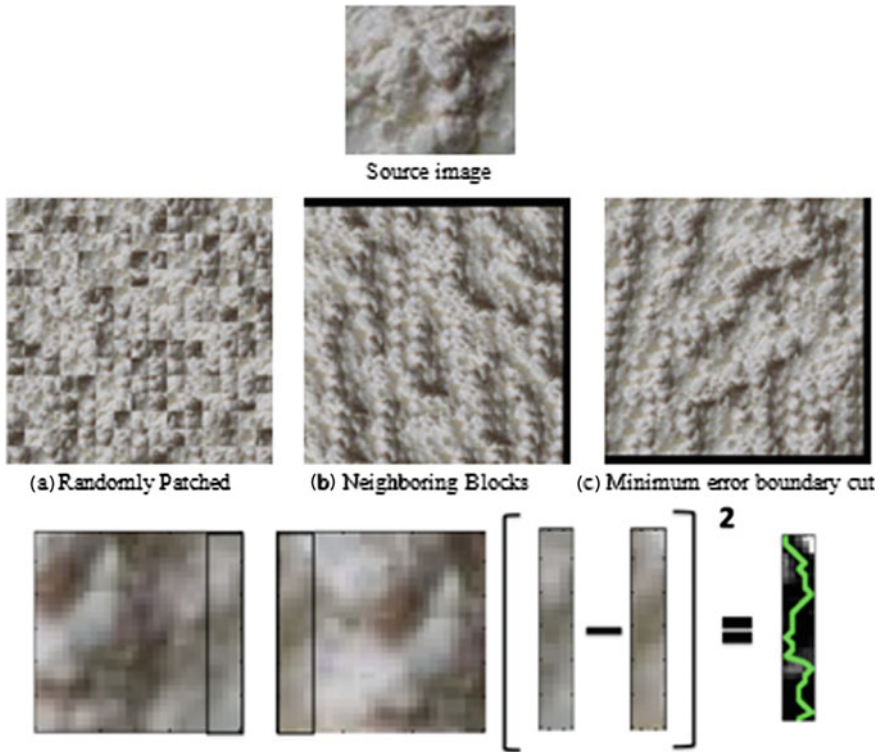 Source image
(a) Randomly Patched
(b) Neighboring Blocks
(c) Minimum error boundary cut
2